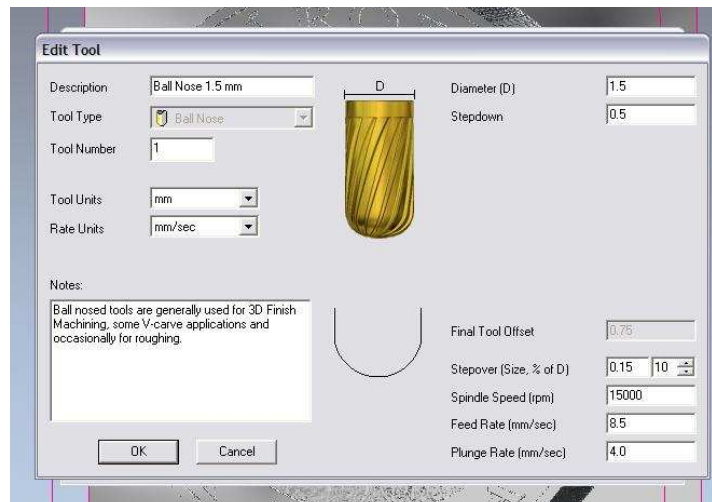 Edit Tool
Description Ball Nose 1.5 mm
Tool Type Ball Nose
Tool Number 1
Tool Units mm
Rate Units mm/sec
Notes:
Ball nosed tools are generally used for 3D Finish
Machining, some V-carve applications and
occasionally for roughing.
OK Cancel
D
Diameter (D) 1.5
Stepdown 0.5
Final Tool Offset 0.75
Stepover (Size, % of D) 0.15 10
Spindle Speed (rpm) 15000
Feed Rate (mm/sec) 8.5
Plunge Rate (mm/sec) 4.0